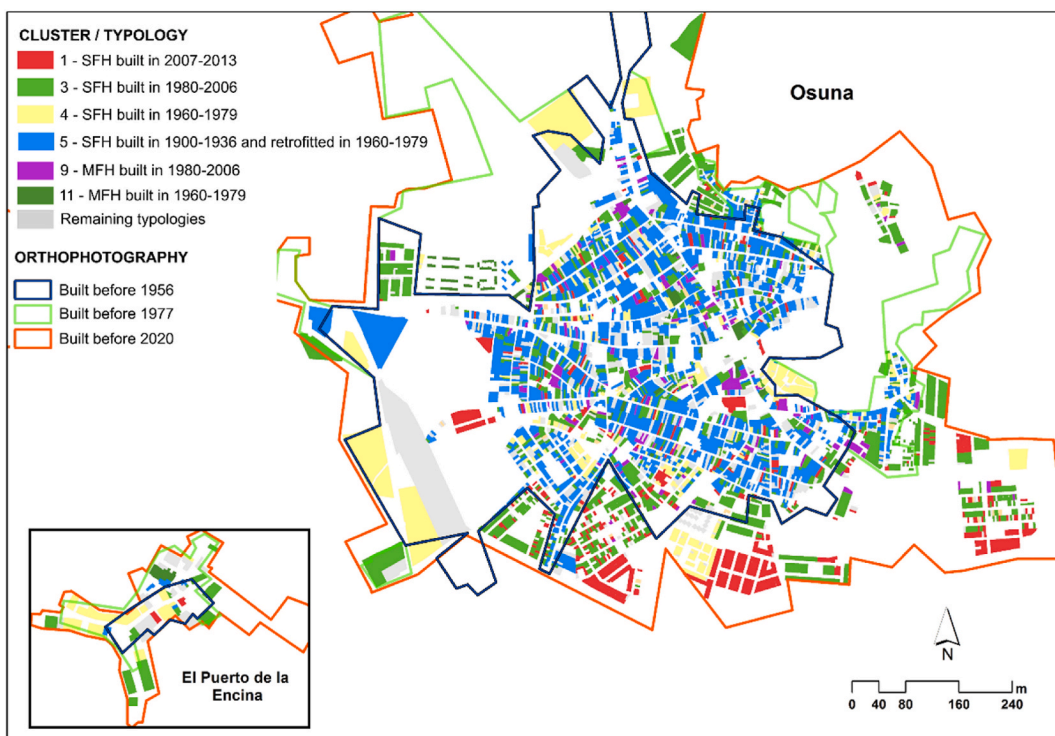 CLUSTER / TYPOLOGY
1 - SFH built in 2007-2013
3 - SFH built in 1980-2006
4 - SFH built in 1960-1979
5 - SFH built in 1900-1936 and retrofitted in 1960-1979
9 - MFH built in 1980-2006
11 - MFH built in 1960-1979
Remaining typologies
ORTHOPHOTOGRAPHY
Built before 1956
Built before 1977
Built before 2020
Osuna
El Puerto de la
Encina
N
m
0 40 80 160 240